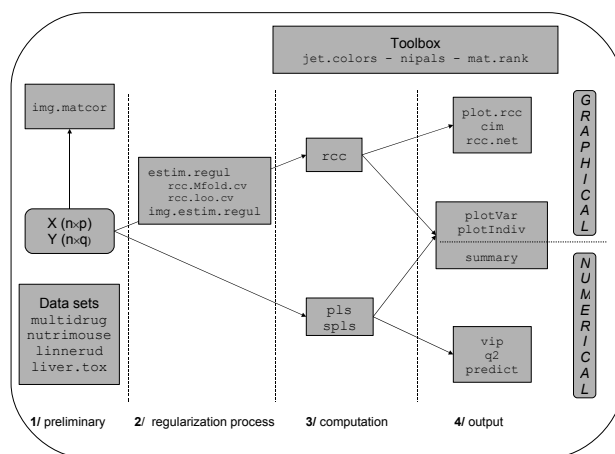 Toolbox
jet.colors - nipals - mat.rank
img.matcor
X (n×p)
Y (n×q)
Data sets
multidrug
nutrimouse
linnerud
liver.tox
estim.regul
rcc.Mfold.cv
rcc.loo.cv
img.estim.regul
rcc
pls
spls
plot.rcc
cim
rcc.net
plotVar
plotIndiv
summary
vip
q2
predict
GRAPHICAL
NUMERICAL
1/ preliminary
2/ regularization process
3/ computation
4/ output